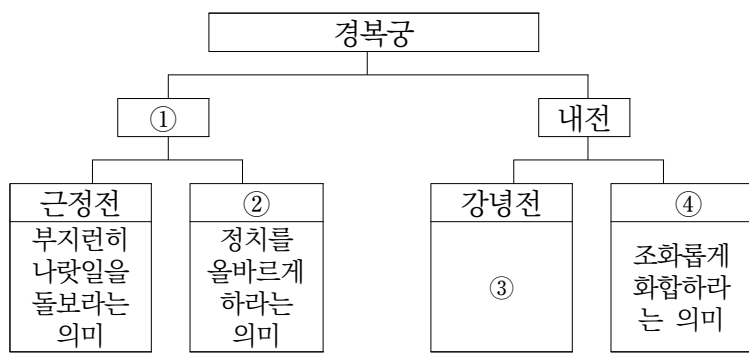 경복궁
①
내전
근정전
부지런히
나랏일을
돌보라는
의미
②
정치를
올바르게
하라는
의미
강녕전
③
④
조화롭게
화합하라
는 의미